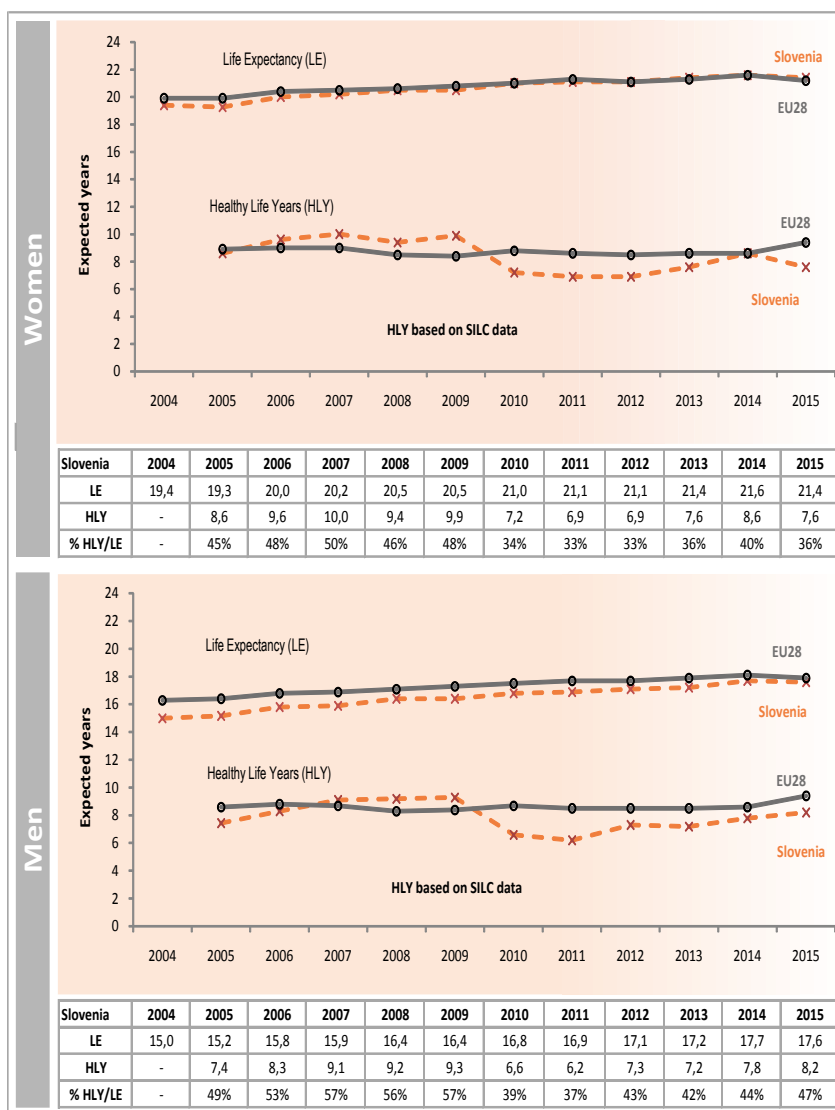 Women
24
22
20
18
16
14
12
10
8
6
4
2
0
Expected years
Life Expectancy (LE)
Slovenia
EU28
Healthy Life Years (HLY)
EU28
Slovenia
HLY based on SILC data
2004 2005 2006 2007 2008 2009 2010 2011 2012 2013 2014 2015
Slovenia 2004 2005 2006 2007 2008 2009 2010 2011 2012 2013 2014 2015
LE 19,4 19,3 20,0 20,2 20,5 20,5 21,0 21,1 21,1 21,4 21,6 21,4
HLY - 8,6 9,6 10,0 9,4 9,9 7,2 6,9 6,9 7,6 8,6 7,6
% HLY/LE - 45% 48% 50% 46% 48% 34% 33% 33% 36% 40% 36%
Men
24
22
20
18
16
14
12
10
8
6
4
2
0
Expected years
Life Expectancy (LE)
EU28
Slovenia
Healthy Life Years (HLY)
EU28
Slovenia
HLY based on SILC data
2004 2005 2006 2007 2008 2009 2010 2011 2012 2013 2014 2015
Slovenia 2004 2005 2006 2007 2008 2009 2010 2011 2012 2013 2014 2015
LE 15,0 15,2 15,8 15,9 16,4 16,4 16,8 16,9 17,1 17,2 17,7 17,6
HLY - 7,4 8,3 9,1 9,2 9,3 6,6 6,2 7,3 7,2 7,8 8,2
% HLY/LE - 49% 53% 57% 56% 57% 39% 37% 43% 42% 44% 47%